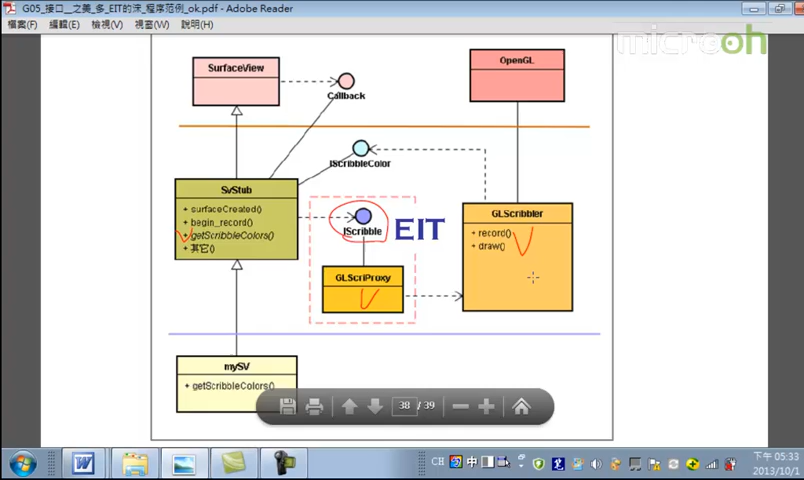 G05_接口__之美_多_EIT的深_程序范例_ok.pdf - Adobe Reader
檔案(F) 編輯(E) 檢視(V) 視窗(W) 說明(H)
microoh
SurfaceView
Callback
OpenGL
IScribbleColor
SvStub
+ surfaceCreated()
+ begin_record()
+ getScribbleColors()
+ 其它()
IScribble
EIT
GLScriProxy
GLScribbler
+ record()
+ draw()
mySV
+ getScribbleColors()
38 / 39
CH
中
下午 05:33
2013/10/1